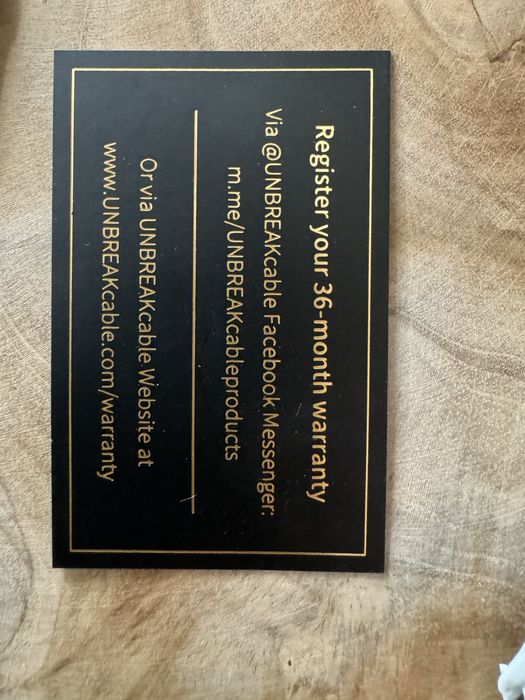 Register your 36-month warranty
Via @UNBREAKcable Facebook Messenger:
m.me/UNBREAKcableproducts
Or via UNBREAKcable Website at
www.UNBREAKcable.com/warranty